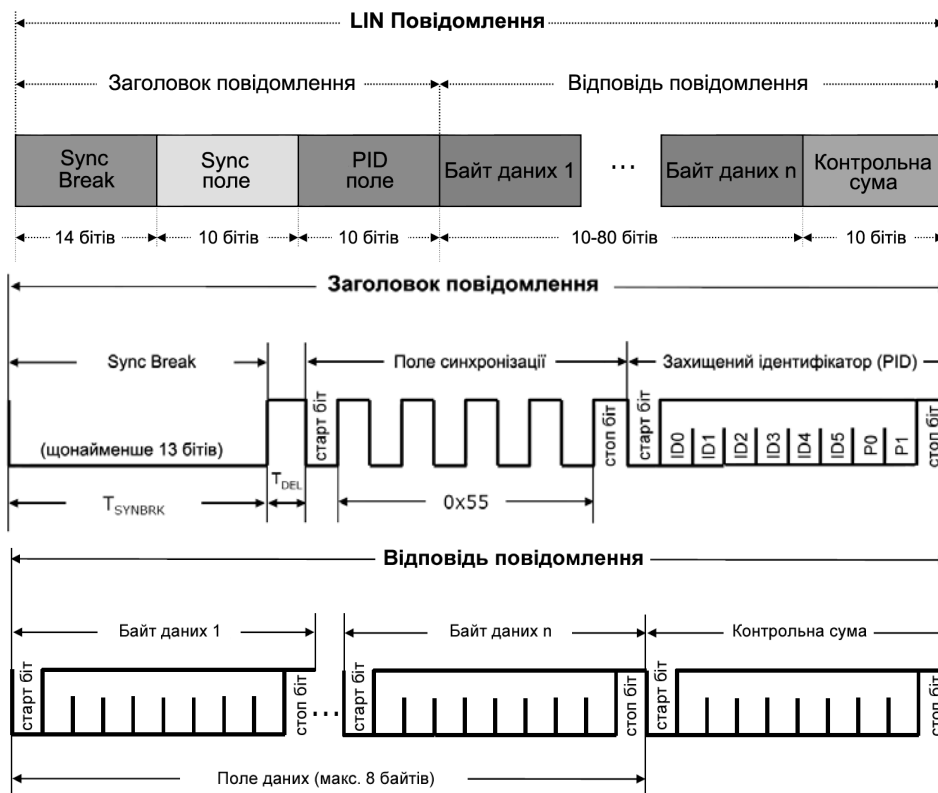 LIN Повідомлення
Заголовок повідомлення
Відповідь повідомлення
Sync
Break
Sync
поле
PID
поле
Байт даних 1
...
Байт даних n
Контрольна
сума
14 бітів
10 бітів
10 бітів
10-80 бітів
10 бітів
Заголовок повідомлення
Sync Break
Поле синхронізації
Захищений ідентифікатор (PID)
(щонайменше 13 бітів)
старт біт
стоп біт
старт біт
ID0
ID1
ID2
ID3
ID4
ID5
P0
P1
стоп біт
TDEL
TSYNBRK
0x55
Відповідь повідомлення
Байт даних 1
Байт даних n
Контрольна сума
старт біт
стоп біт
...
старт біт
стоп біт
старт біт
стоп біт
Поле даних (макс. 8 байтів)